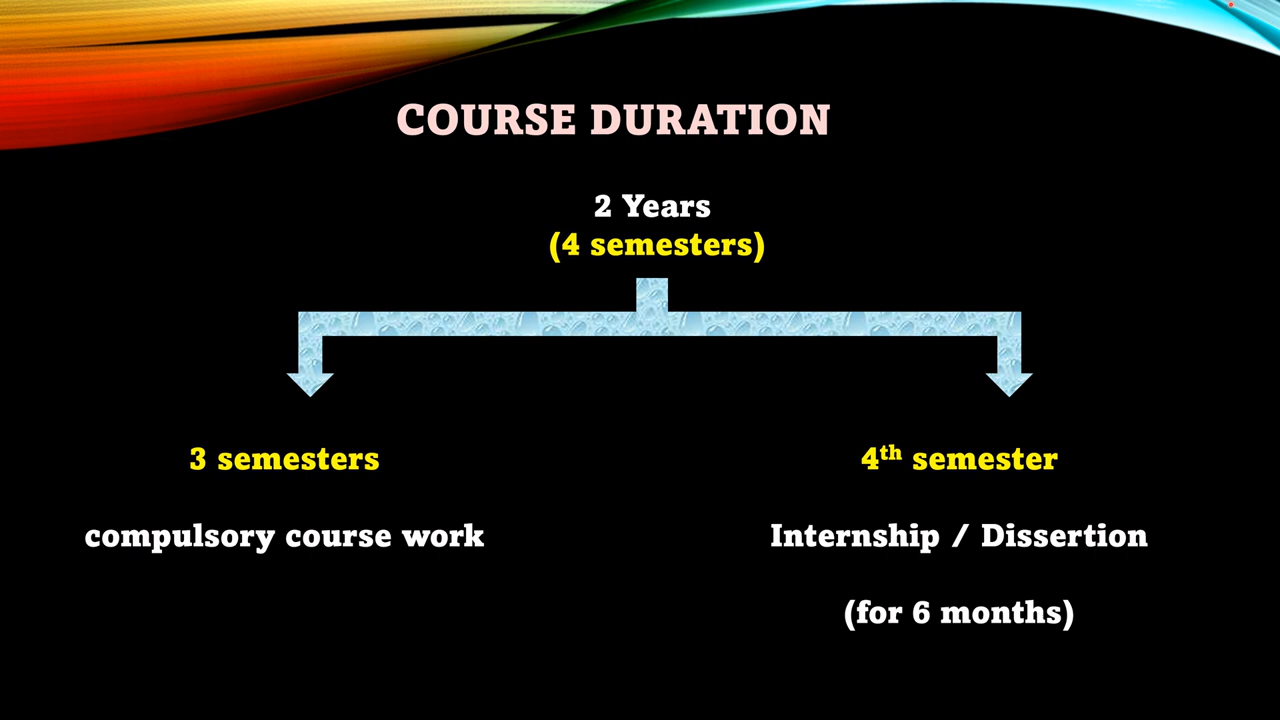 COURSE DURATION
2 Years
(4 semesters)
3 semesters
compulsory course work
4th semester
Internship / Dissertion
(for 6 months)